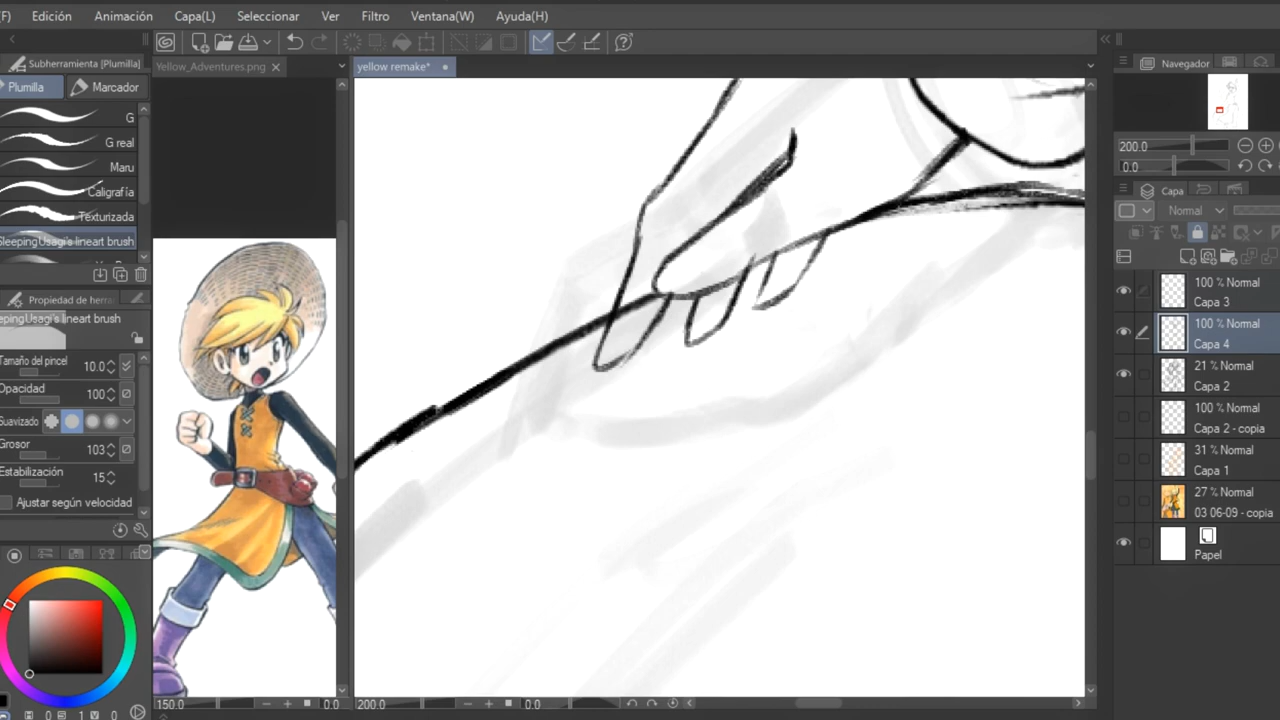 (F) Edición Animación Capa(L) Seleccionar Ver Filtro Ventana(W) Ayuda(H)
Subherramienta [Plumilla]
Plumilla Marcador
G
G real
Maru
Caligrafía
Texturizada
SleepingUsagi's lineart brush
Propiedad de herra
epingUsagi's lineart brush
Tamaño del pincel 10.0
Opacidad 100
Suavizado
Grosor 103
Estabilización 15
Ajustar según velocidad
H 0 S 1 V 0
Yellow_Adventures.png
150.0 0.0
yellow remake*
200.0 0.0
Navegador
200.0
0.0
Capa
Normal
100 % Normal
Capa 3
100 % Normal
Capa 4
21 % Normal
Capa 2
100 % Normal
Capa 2 - copia
31 % Normal
Capa 1
27 % Normal
03 06-09 - copia
Papel